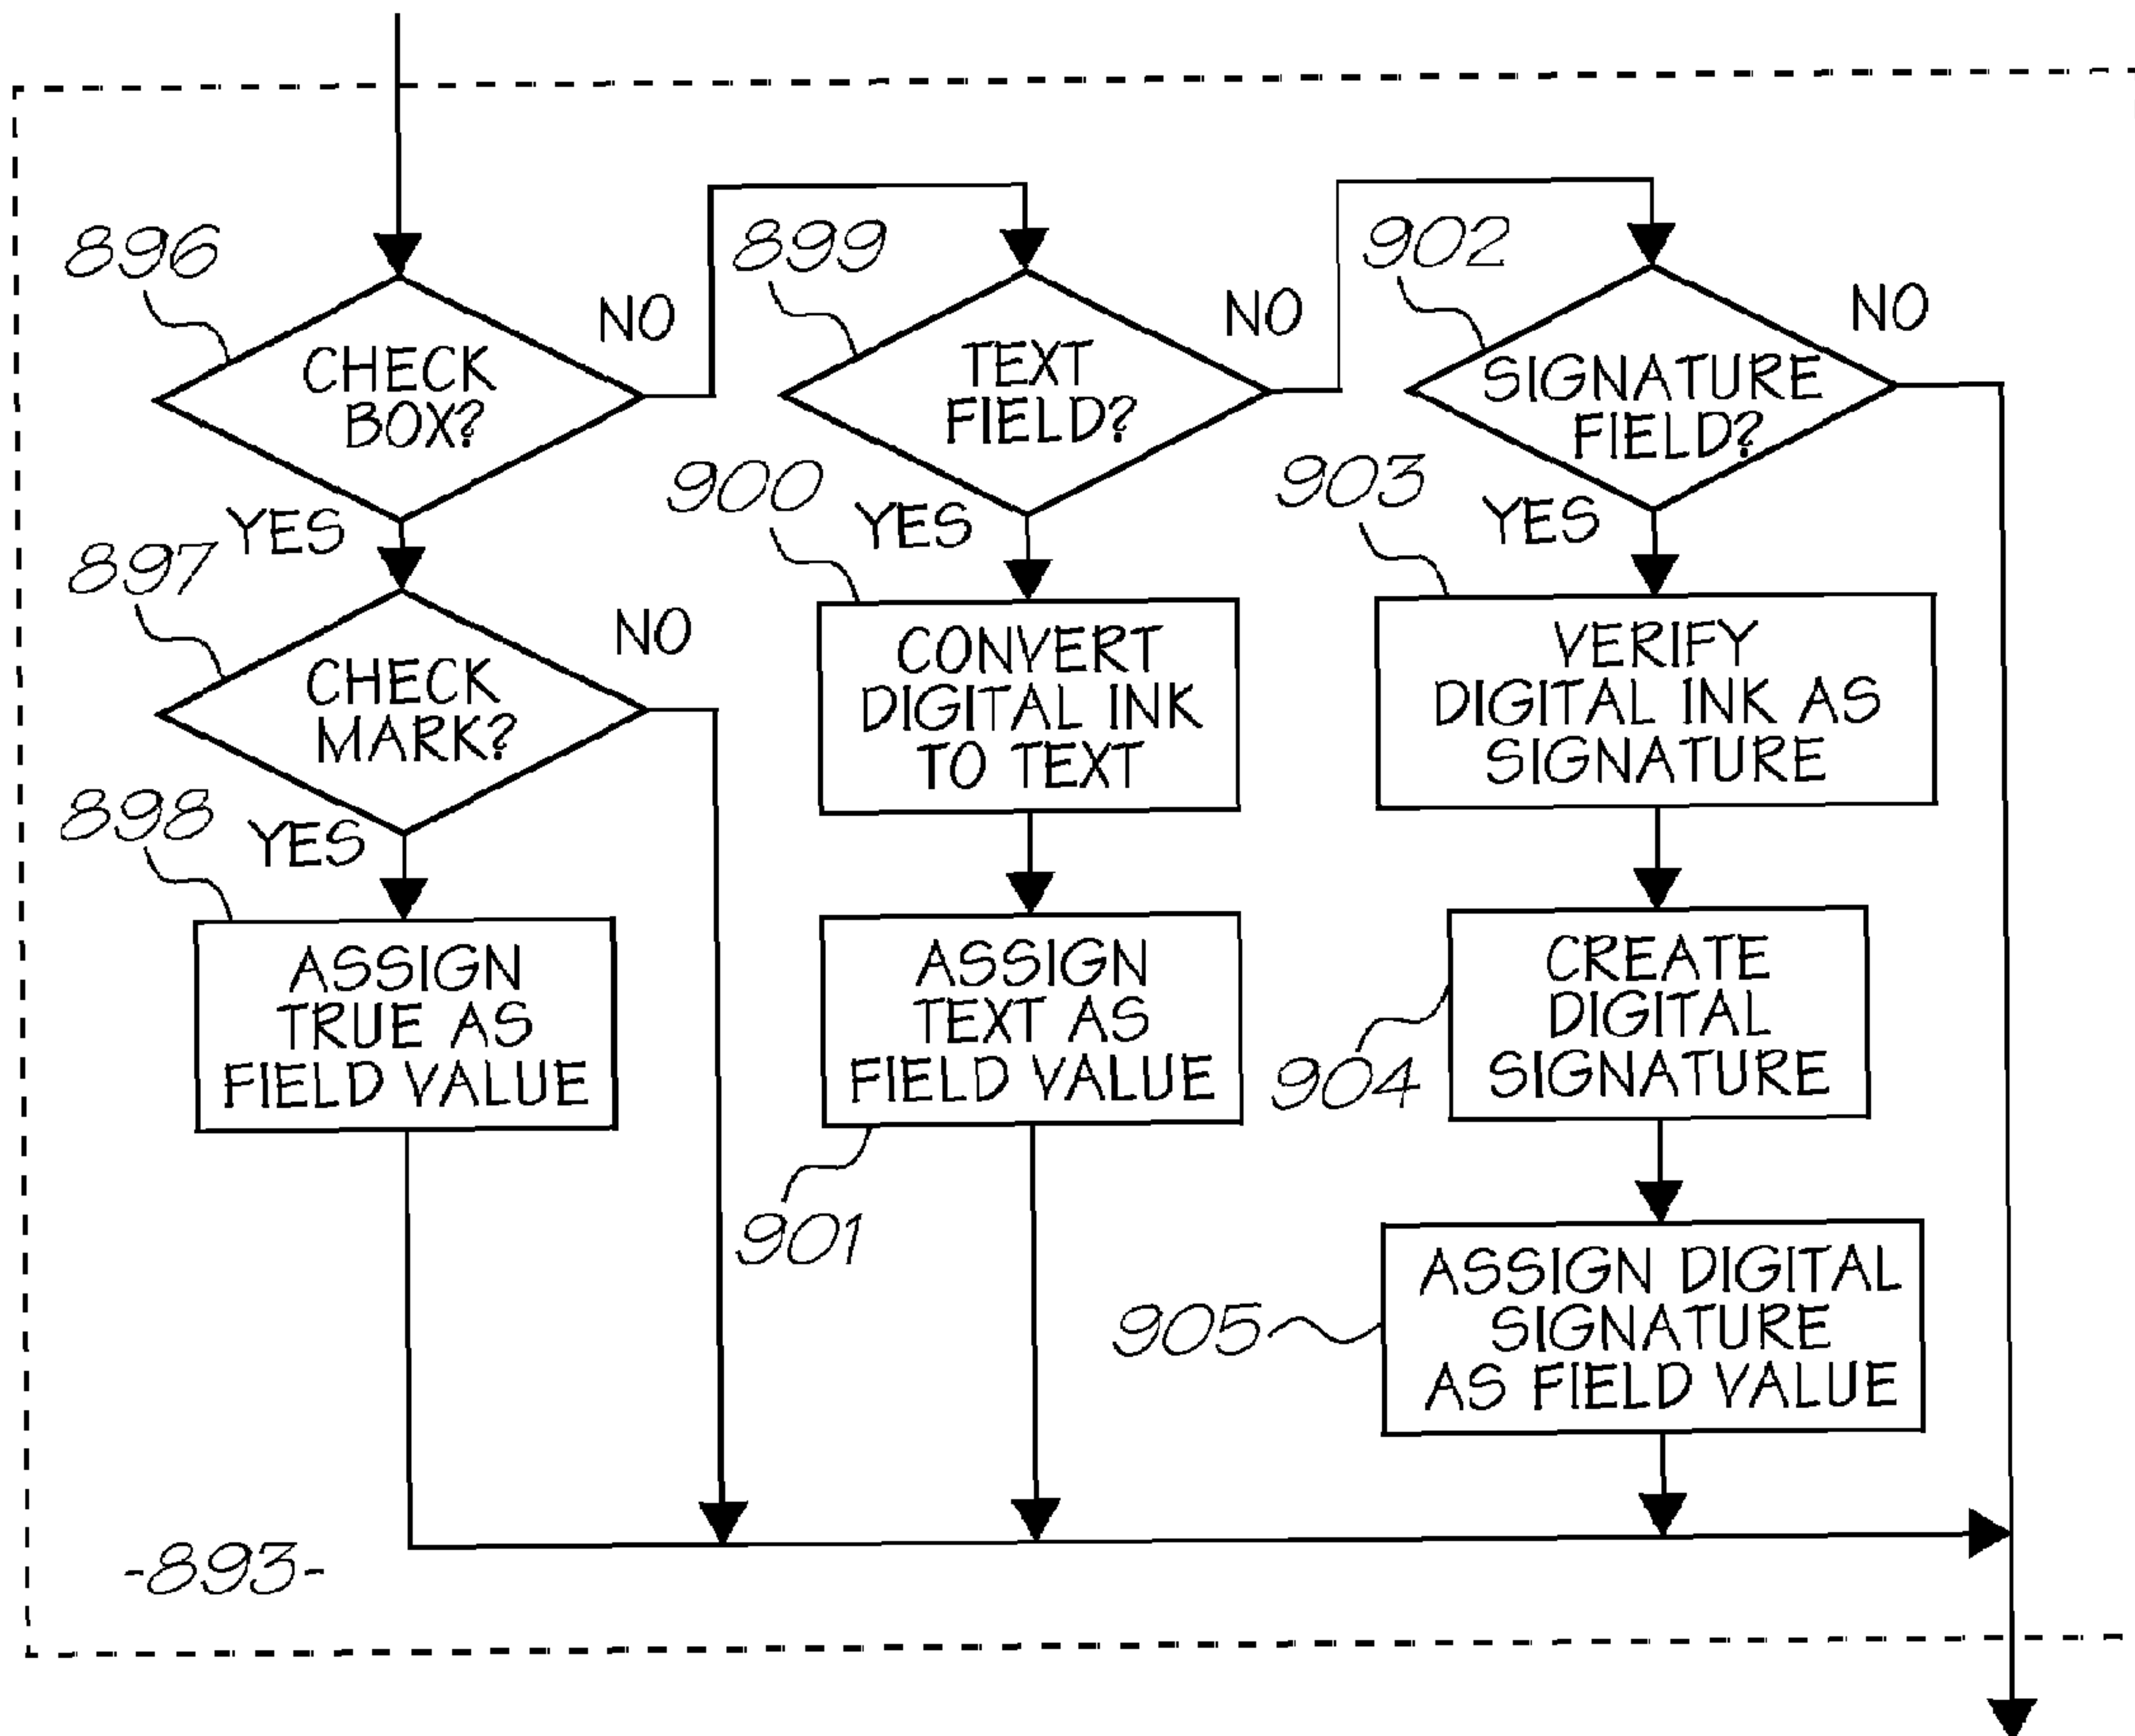 896
CHECK
BOX?
NO
YES
897
CHECK
MARK?
NO
YES
898
ASSIGN
TRUE AS
FIELD VALUE
899
TEXT
FIELD?
NO
YES
900
CONVERT
DIGITAL INK
TO TEXT
ASSIGN
TEXT AS
FIELD VALUE
901
902
SIGNATURE
FIELD?
NO
YES
903
VERIFY
DIGITAL INK AS
SIGNATURE
CREATE
DIGITAL
SIGNATURE
904
ASSIGN DIGITAL
SIGNATURE
AS FIELD VALUE
905
-893-